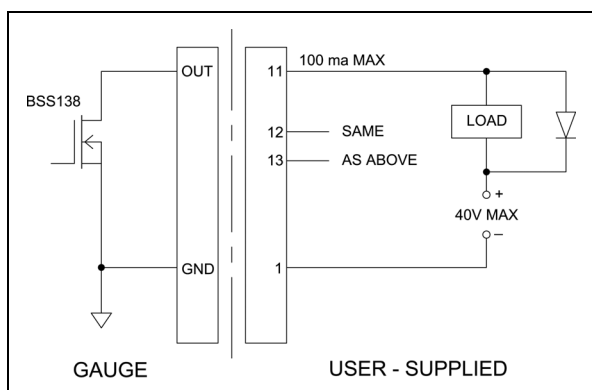 BSS138
OUT
GND
11
100 ma MAX
12
SAME
13
AS ABOVE
LOAD
+
40V MAX
–
1
GAUGE
USER - SUPPLIED